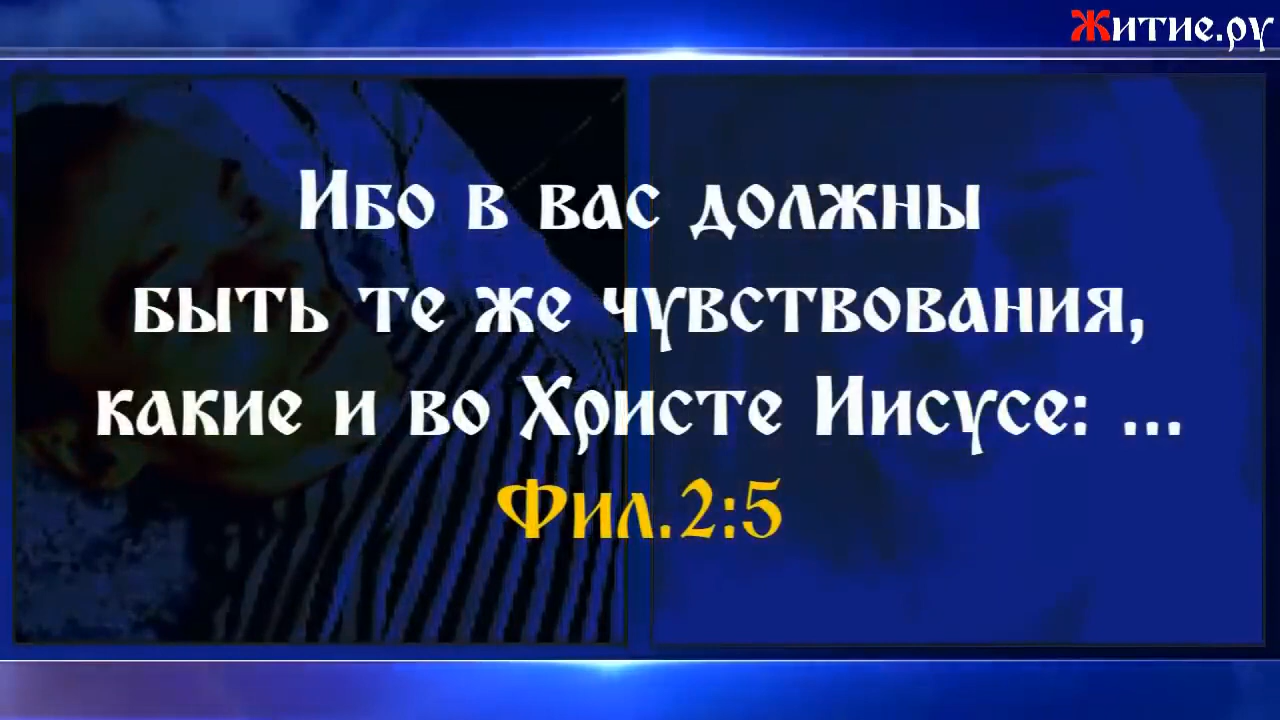 Житие.ру
Ибо в вас должны
быть те же чувствования,
какие и во Христе Иисусе: ...
Фил.2:5